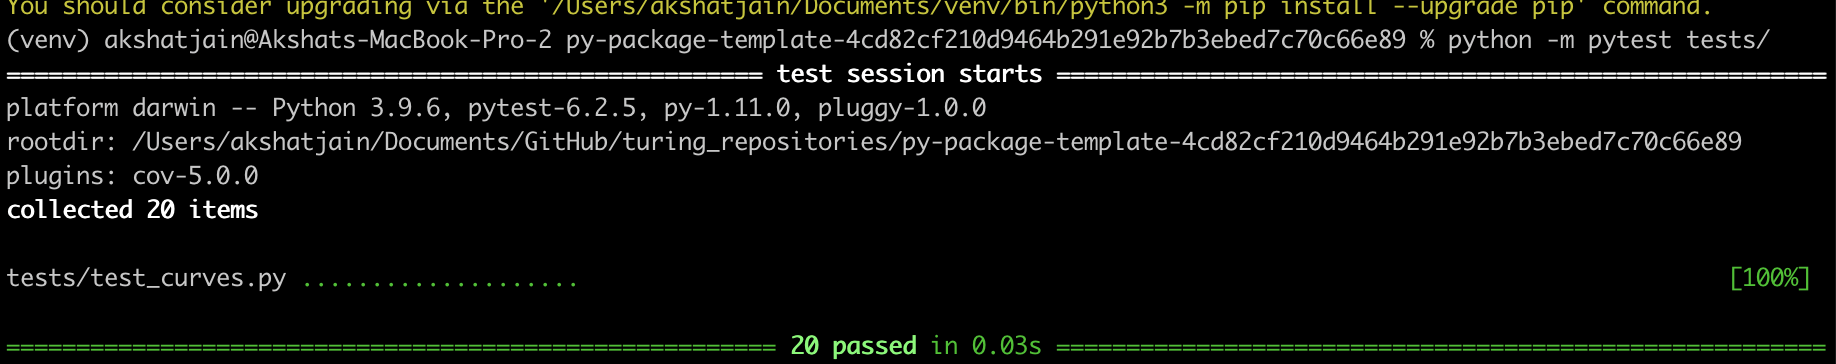 You should consider upgrading via the '/Users/akshatjain/Documents/venv/bin/python3 -m pip install --upgrade pip' command.
(venv) akshatjain@Akshats-MacBook-Pro-2 py-package-template-4cd82cf210d9464b291e92b7b3ebed7c70c66e89 % python -m pytest tests/
====================================================== test session starts =======================================================
platform darwin -- Python 3.9.6, pytest-6.2.5, py-1.11.0, pluggy-1.0.0
rootdir: /Users/akshatjain/Documents/GitHub/turing_repositories/py-package-template-4cd82cf210d9464b291e92b7b3ebed7c70c66e89
plugins: cov-5.0.0
collected 20 items
tests/test_curves.py .................... [100%]
======================================================= 20 passed in 0.03s =======================================================